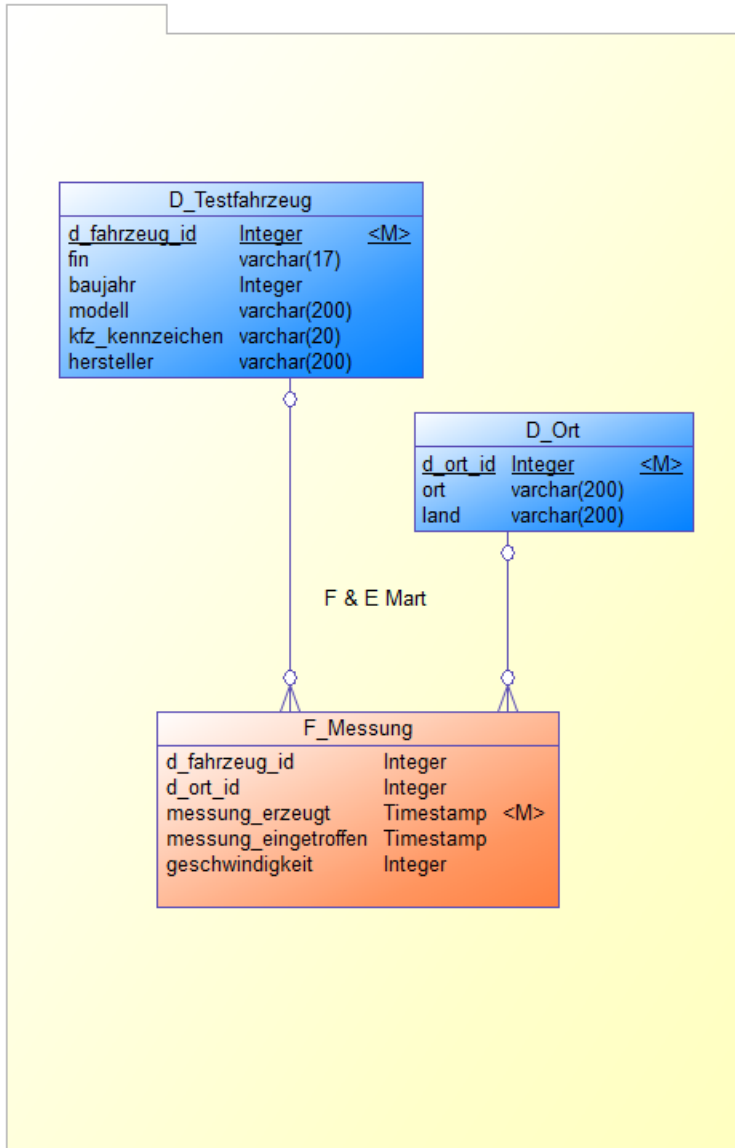 D_Testfahrzeug
d_fahrzeug_id Integer <M>
fin varchar(17)
baujahr Integer
modell varchar(200)
kfz_kennzeichen varchar(20)
hersteller varchar(200)
D_Ort
d_ort_id Integer <M>
ort varchar(200)
land varchar(200)
F & E Mart
F_Messung
d_fahrzeug_id Integer
d_ort_id Integer
messung_erzeugt Timestamp <M>
messung_eingetroffen Timestamp
geschwindigkeit Integer